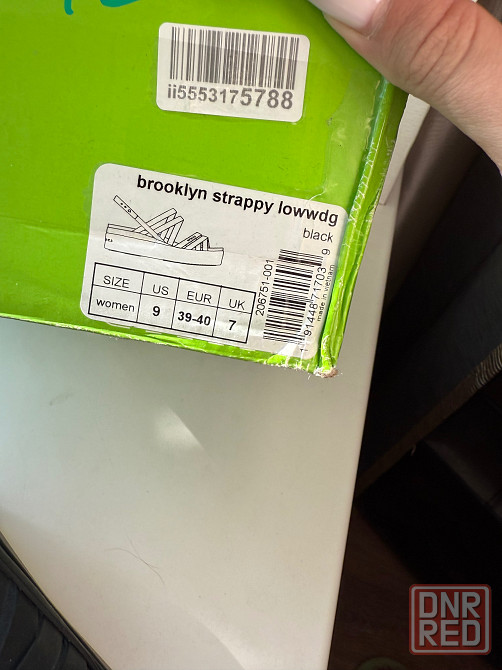 ii5553175788
brooklyn strappy lowwdg
black
SIZE US EUR UK
women 9 39-40 7
206751-001
made in vietnam
DNR
RED